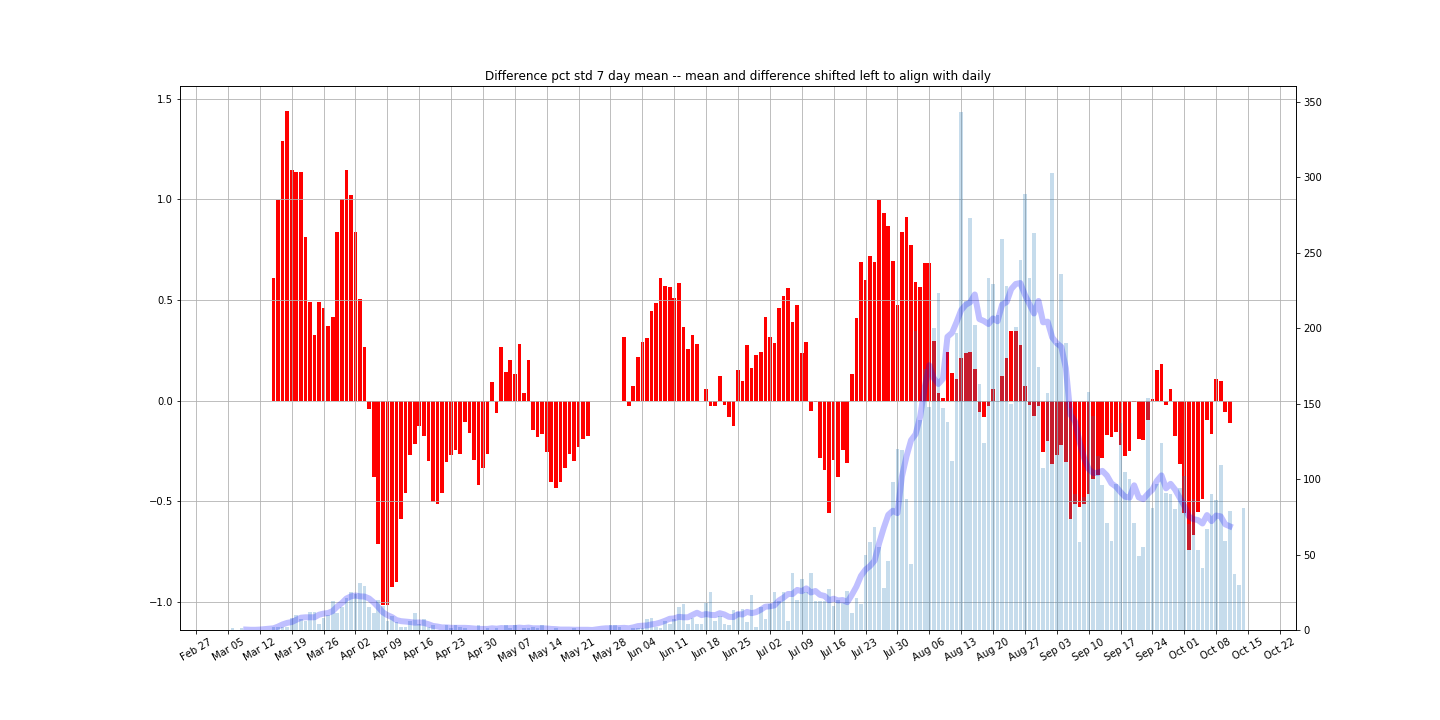 Difference pct std 7 day mean -- mean and difference shifted left to align with daily
1.5
1.0
0.5
0.0
−0.5
−1.0
350
300
250
200
150
100
50
0
Feb 27
Mar 05
Mar 12
Mar 19
Mar 26
Apr 02
Apr 09
Apr 16
Apr 23
Apr 30
May 07
May 14
May 21
May 28
Jun 04
Jun 11
Jun 18
Jun 25
Jul 02
Jul 09
Jul 16
Jul 23
Jul 30
Aug 06
Aug 13
Aug 20
Aug 27
Sep 03
Sep 10
Sep 17
Sep 24
Oct 01
Oct 08
Oct 15
Oct 22